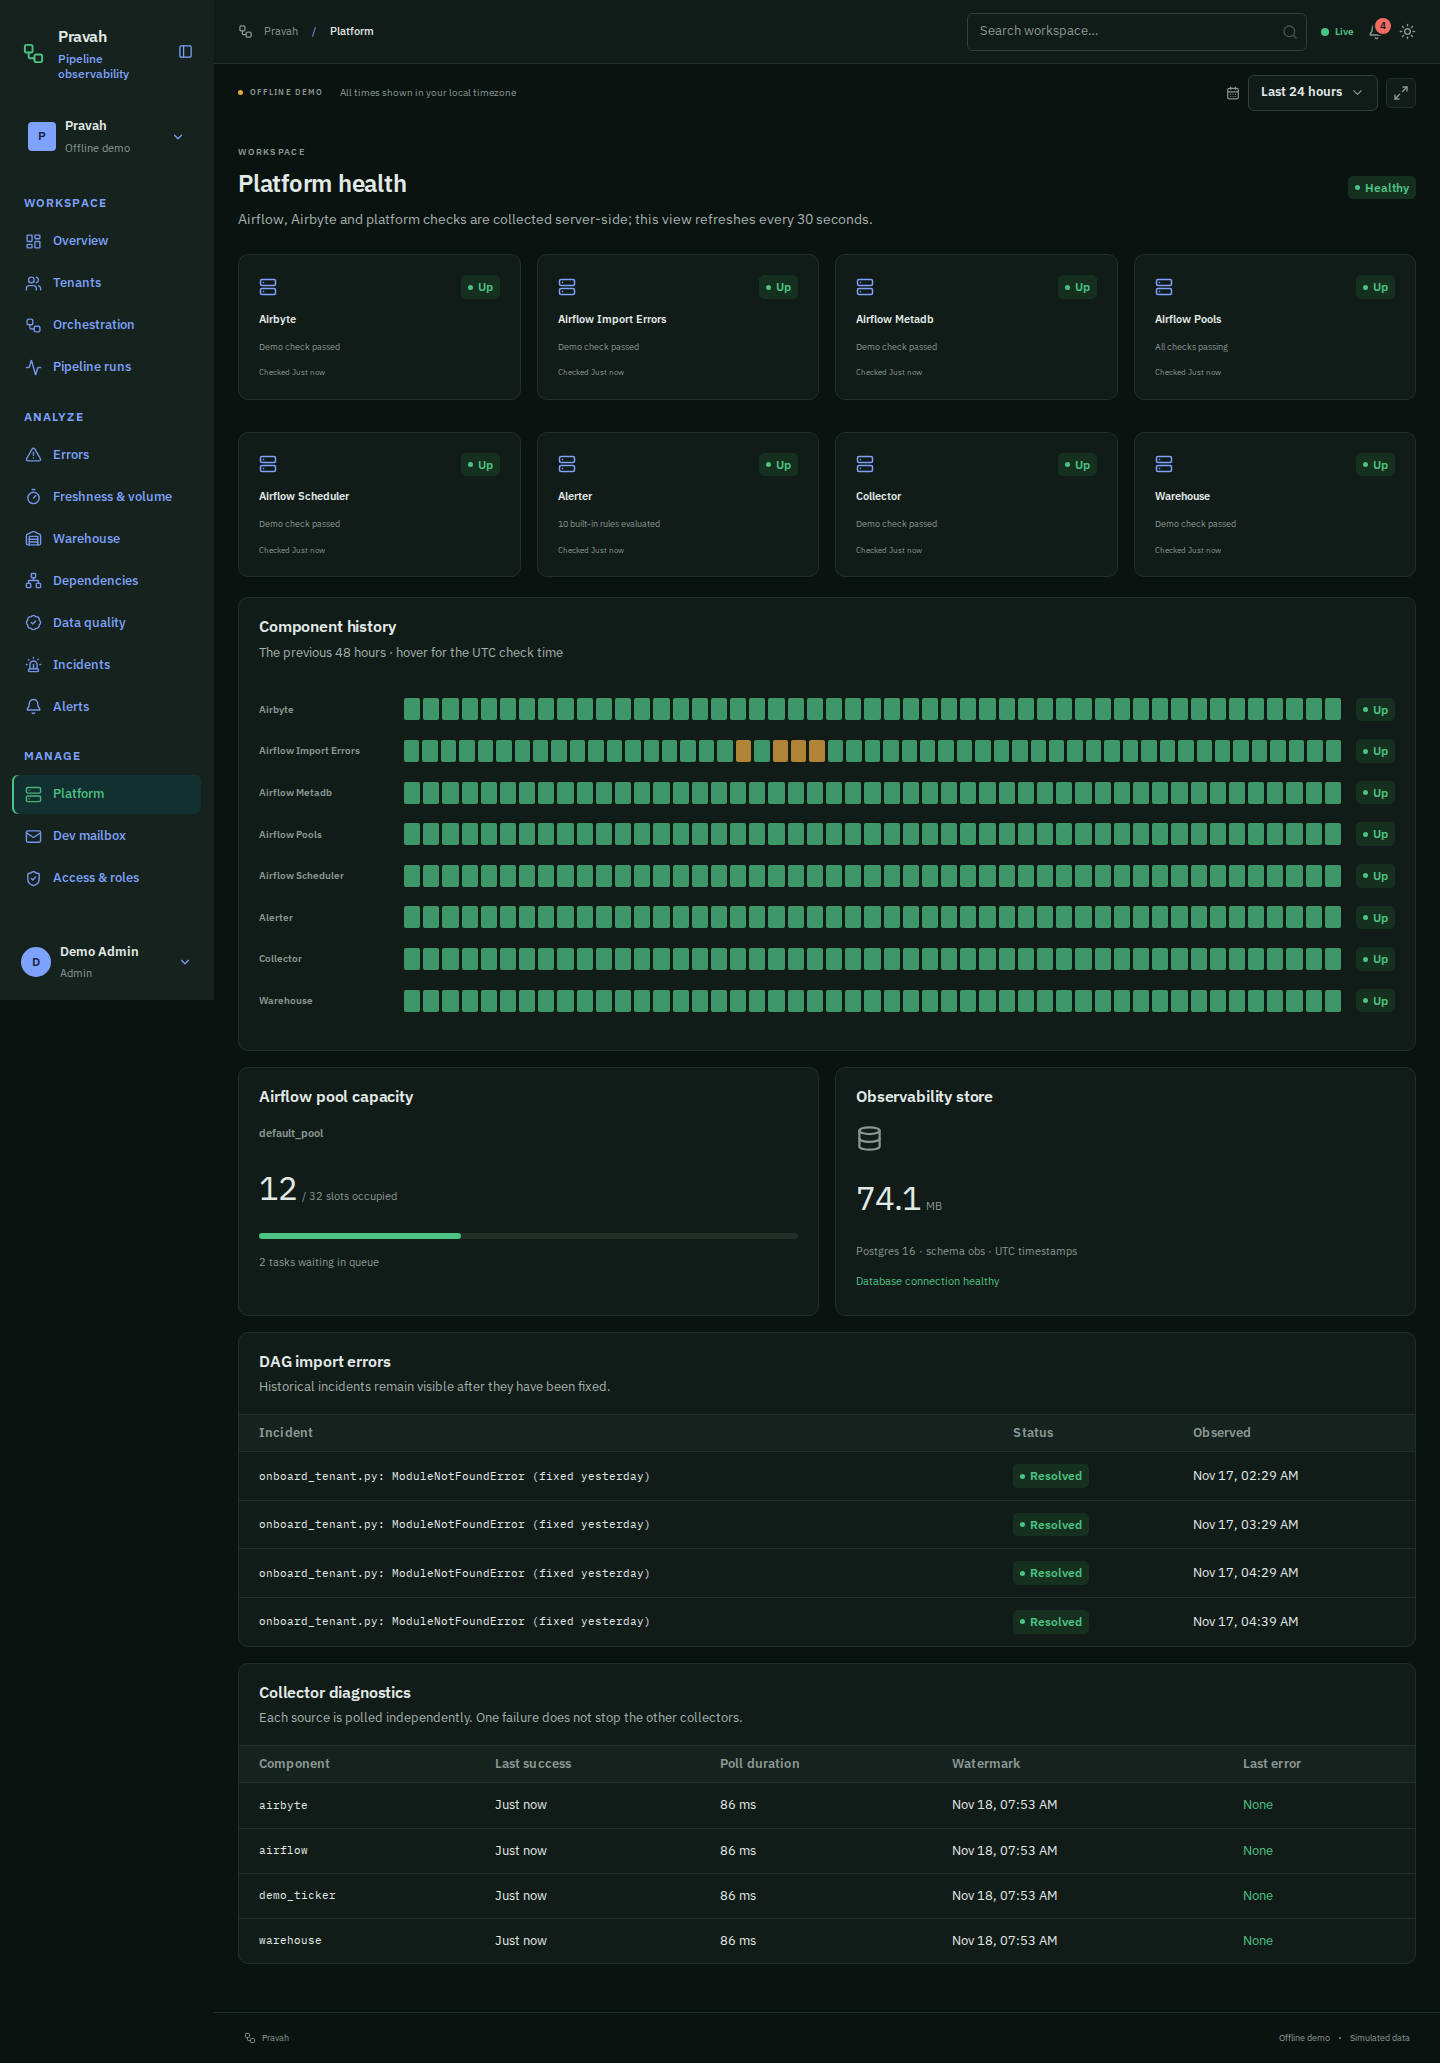 Pravah
Pipeline
observability
P
Pravah
Offline demo
WORKSPACE
Overview
Tenants
Orchestration
Pipeline runs
ANALYZE
Errors
Freshness & volume
Warehouse
Dependencies
Data quality
Incidents
Alerts
MANAGE
Platform
Dev mailbox
Access & roles
D
Demo Admin
Admin
Pravah / Platform
Search workspace...
Live
4
OFFLINE DEMO All times shown in your local timezone
Last 24 hours
WORKSPACE
Platform health
Healthy
Airflow, Airbyte and platform checks are collected server-side; this view refreshes every 30 seconds.
Up
Airbyte
Demo check passed
Checked Just now
Up
Airflow Import Errors
Demo check passed
Checked Just now
Up
Airflow Metadb
Demo check passed
Checked Just now
Up
Airflow Pools
All checks passing
Checked Just now
Up
Airflow Scheduler
Demo check passed
Checked Just now
Up
Alerter
10 built-in rules evaluated
Checked Just now
Up
Collector
Demo check passed
Checked Just now
Up
Warehouse
Demo check passed
Checked Just now
Component history
The previous 48 hours · hover for the UTC check time
Airbyte Up
Airflow Import Errors Up
Airflow Metadb Up
Airflow Pools Up
Airflow Scheduler Up
Alerter Up
Collector Up
Warehouse Up
Airflow pool capacity
default_pool
12 / 32 slots occupied
2 tasks waiting in queue
Observability store
74.1 MB
Postgres 16 · schema obs · UTC timestamps
Database connection healthy
DAG import errors
Historical incidents remain visible after they have been fixed.
Incident Status Observed
onboard_tenant.py: ModuleNotFoundError (fixed yesterday) Resolved Nov 17, 02:29 AM
onboard_tenant.py: ModuleNotFoundError (fixed yesterday) Resolved Nov 17, 03:29 AM
onboard_tenant.py: ModuleNotFoundError (fixed yesterday) Resolved Nov 17, 04:29 AM
onboard_tenant.py: ModuleNotFoundError (fixed yesterday) Resolved Nov 17, 04:39 AM
Collector diagnostics
Each source is polled independently. One failure does not stop the other collectors.
Component Last success Poll duration Watermark Last error
airbyte Just now 86 ms Nov 18, 07:53 AM None
airflow Just now 86 ms Nov 18, 07:53 AM None
demo_ticker Just now 86 ms Nov 18, 07:53 AM None
warehouse Just now 86 ms Nov 18, 07:53 AM None
Pravah
Offline demo • Simulated data